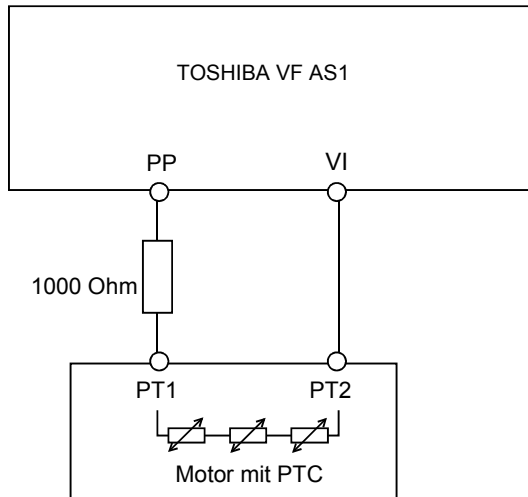 TOSHIBA VF AS1
PP VI
1000 Ohm
PT1 PT2
Motor mit PTC